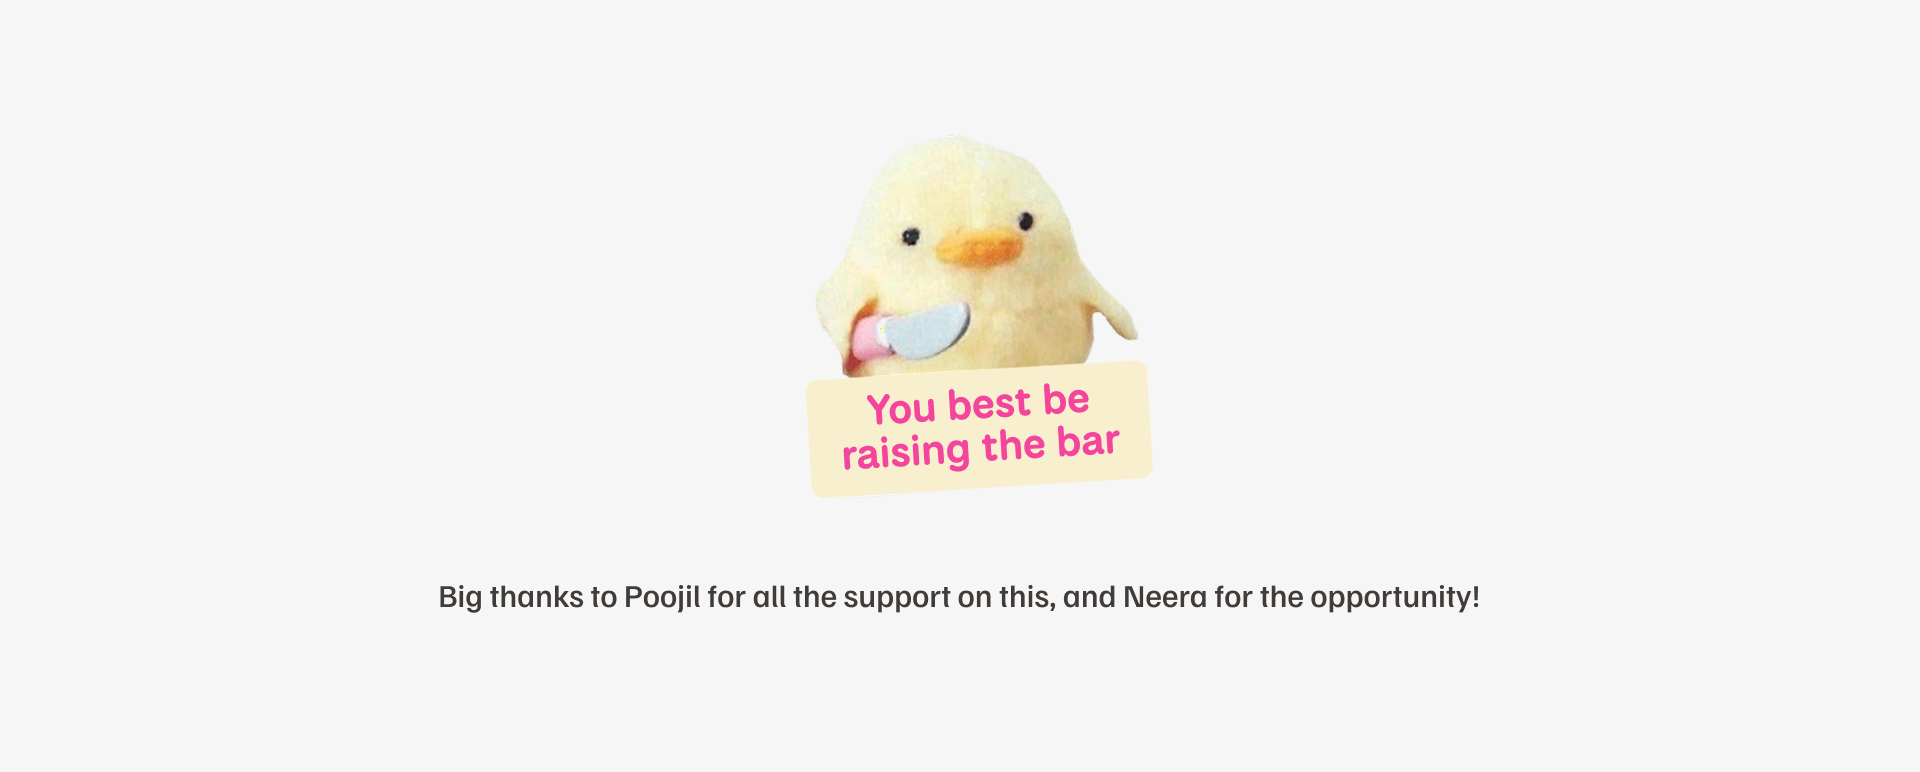 You best be
raising the bar
Big thanks to Poojil for all the support on this, and Neera for the opportunity!